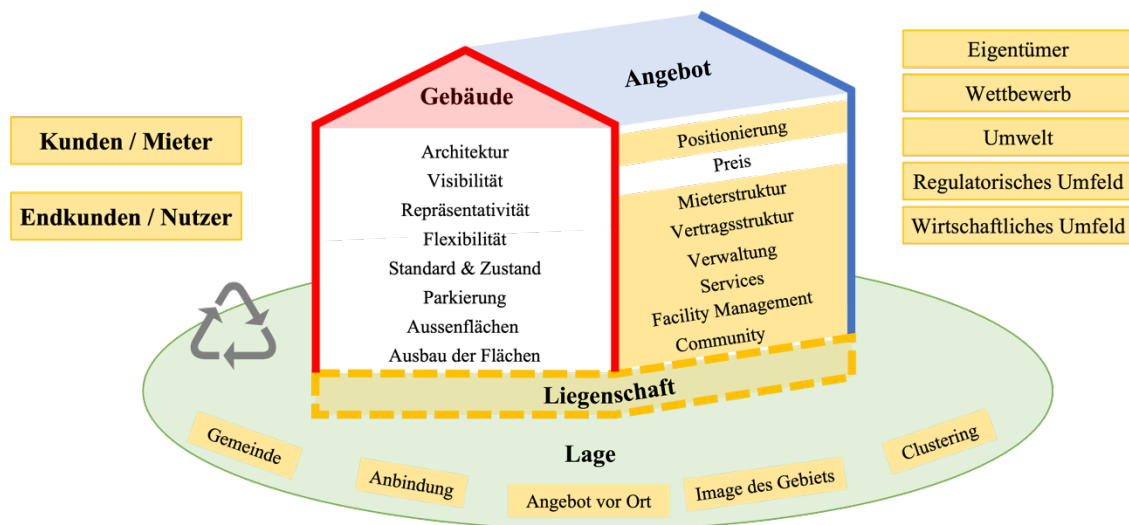 Kunden / Mieter
Endkunden / Nutzer
Gebäude
Architektur
Visibilität
Repräsentativität
Flexibilität
Standard & Zustand
Parkierung
Aussenflächen
Ausbau der Flächen
Angebot
Positionierung
Preis
Mieterstruktur
Vertragsstruktur
Verwaltung
Services
Facility Management
Community
Eigentümer
Wettbewerb
Umwelt
Regulatorisches Umfeld
Wirtschaftliches Umfeld
Liegenschaft
Lage
Gemeinde
Anbindung
Angebot vor Ort
Image des Gebiets
Clustering